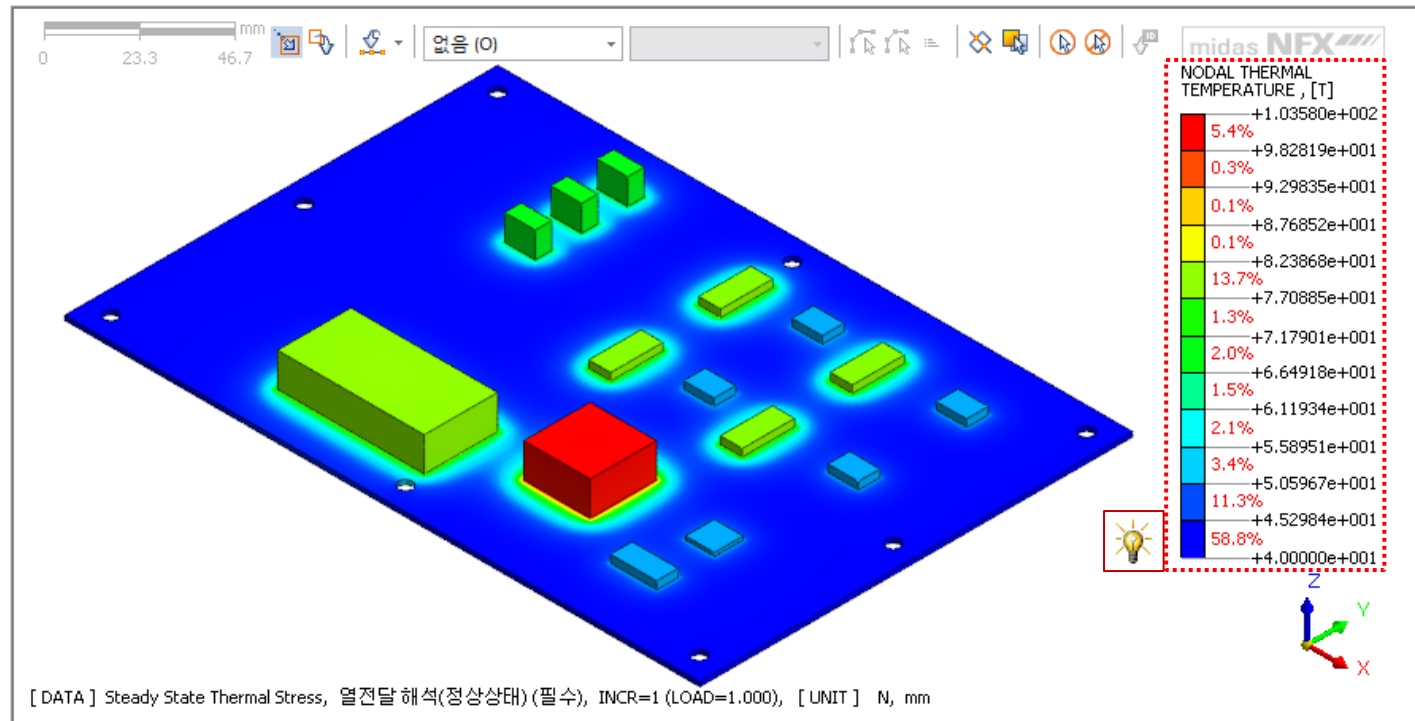 mm
0 23.3 46.7
없음 (0)
ID
midas NFX
NODAL THERMAL
TEMPERATURE , [T]
+1.03580e+002
5.4%
+9.82819e+001
0.3%
+9.29835e+001
0.1%
+8.76852e+001
0.1%
+8.23868e+001
13.7%
+7.70885e+001
1.3%
+7.17901e+001
2.0%
+6.64918e+001
1.5%
+6.11934e+001
2.1%
+5.58951e+001
3.4%
+5.05967e+001
11.3%
+4.52984e+001
58.8%
+4.00000e+001
Z
Y
X
[ DATA ] Steady State Thermal Stress, 열전달 해석(정상상태) (필수), INCR=1 (LOAD=1.000), [ UNIT ] N, mm